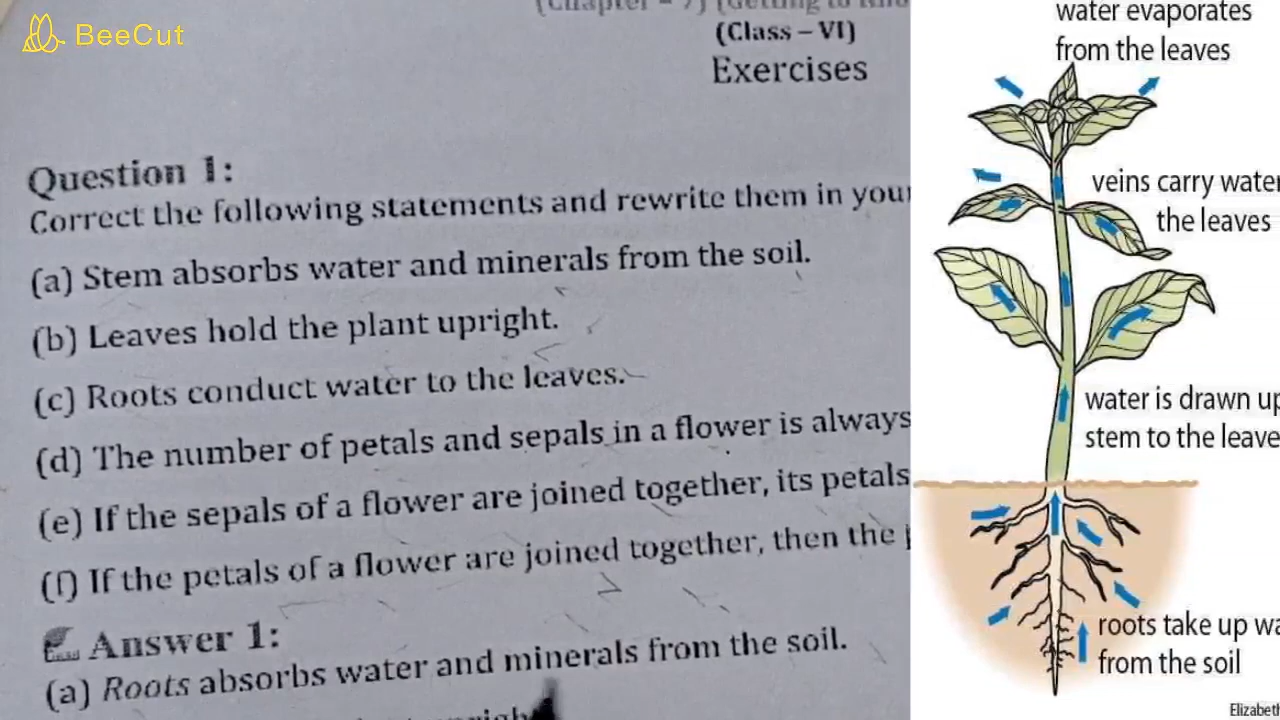 BeeCut
(Class – VI)
Exercises
Question 1:
Correct the following statements and rewrite them in your
(a) Stem absorbs water and minerals from the soil.
(b) Leaves hold the plant upright.
(c) Roots conduct water to the leaves.
(d) The number of petals and sepals in a flower is always
(e) If the sepals of a flower are joined together, its petals
(f) If the petals of a flower are joined together, then the
Answer 1:
(a) Roots absorbs water and minerals from the soil.
water evaporates
from the leaves
veins carry water
the leaves
water is drawn up
stem to the leave
roots take up wa
from the soil
Elizabeth